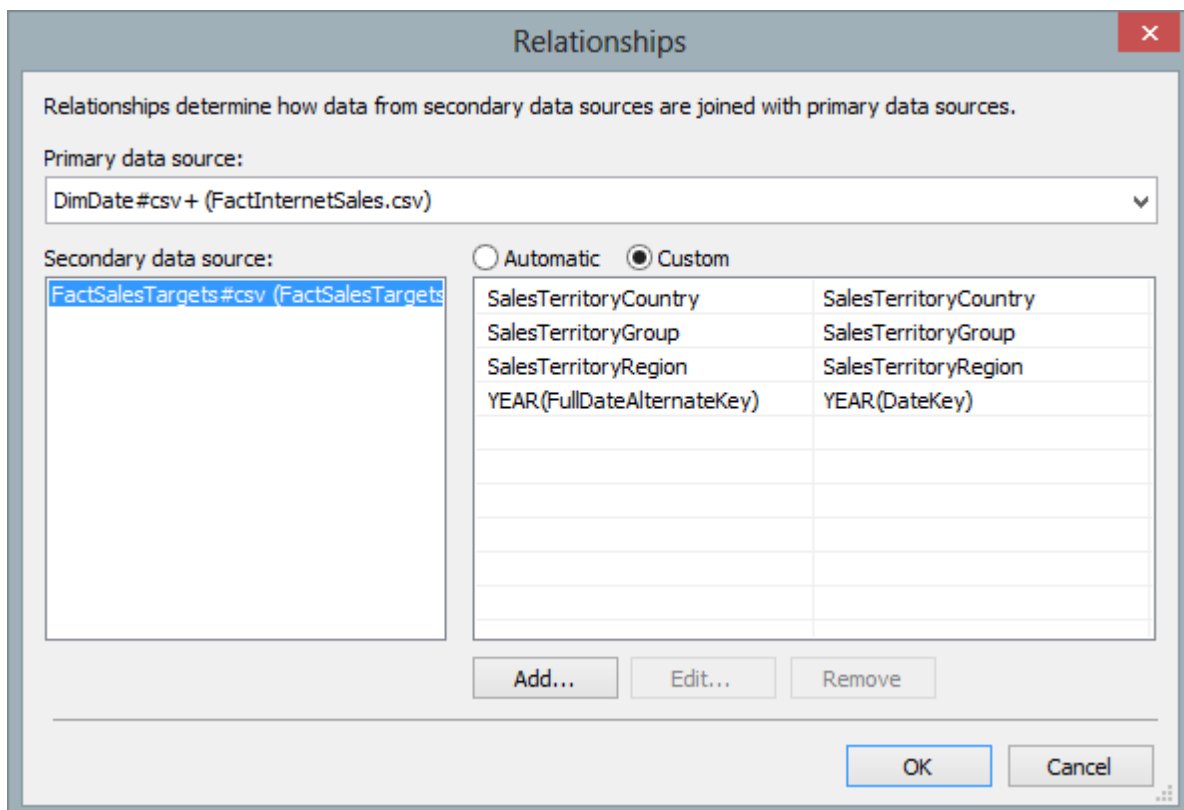 Relationships
Relationships determine how data from secondary data sources are joined with primary data sources.
Primary data source:
DimDate#csv+ (FactInternetSales.csv)
Secondary data source:
Automatic
Custom
FactSalesTargets#csv (FactSalesTargets
SalesTerritoryCountry SalesTerritoryCountry
SalesTerritoryGroup SalesTerritoryGroup
SalesTerritoryRegion SalesTerritoryRegion
YEAR(FullDateAlternateKey) YEAR(DateKey)
Add... Edit... Remove
OK Cancel